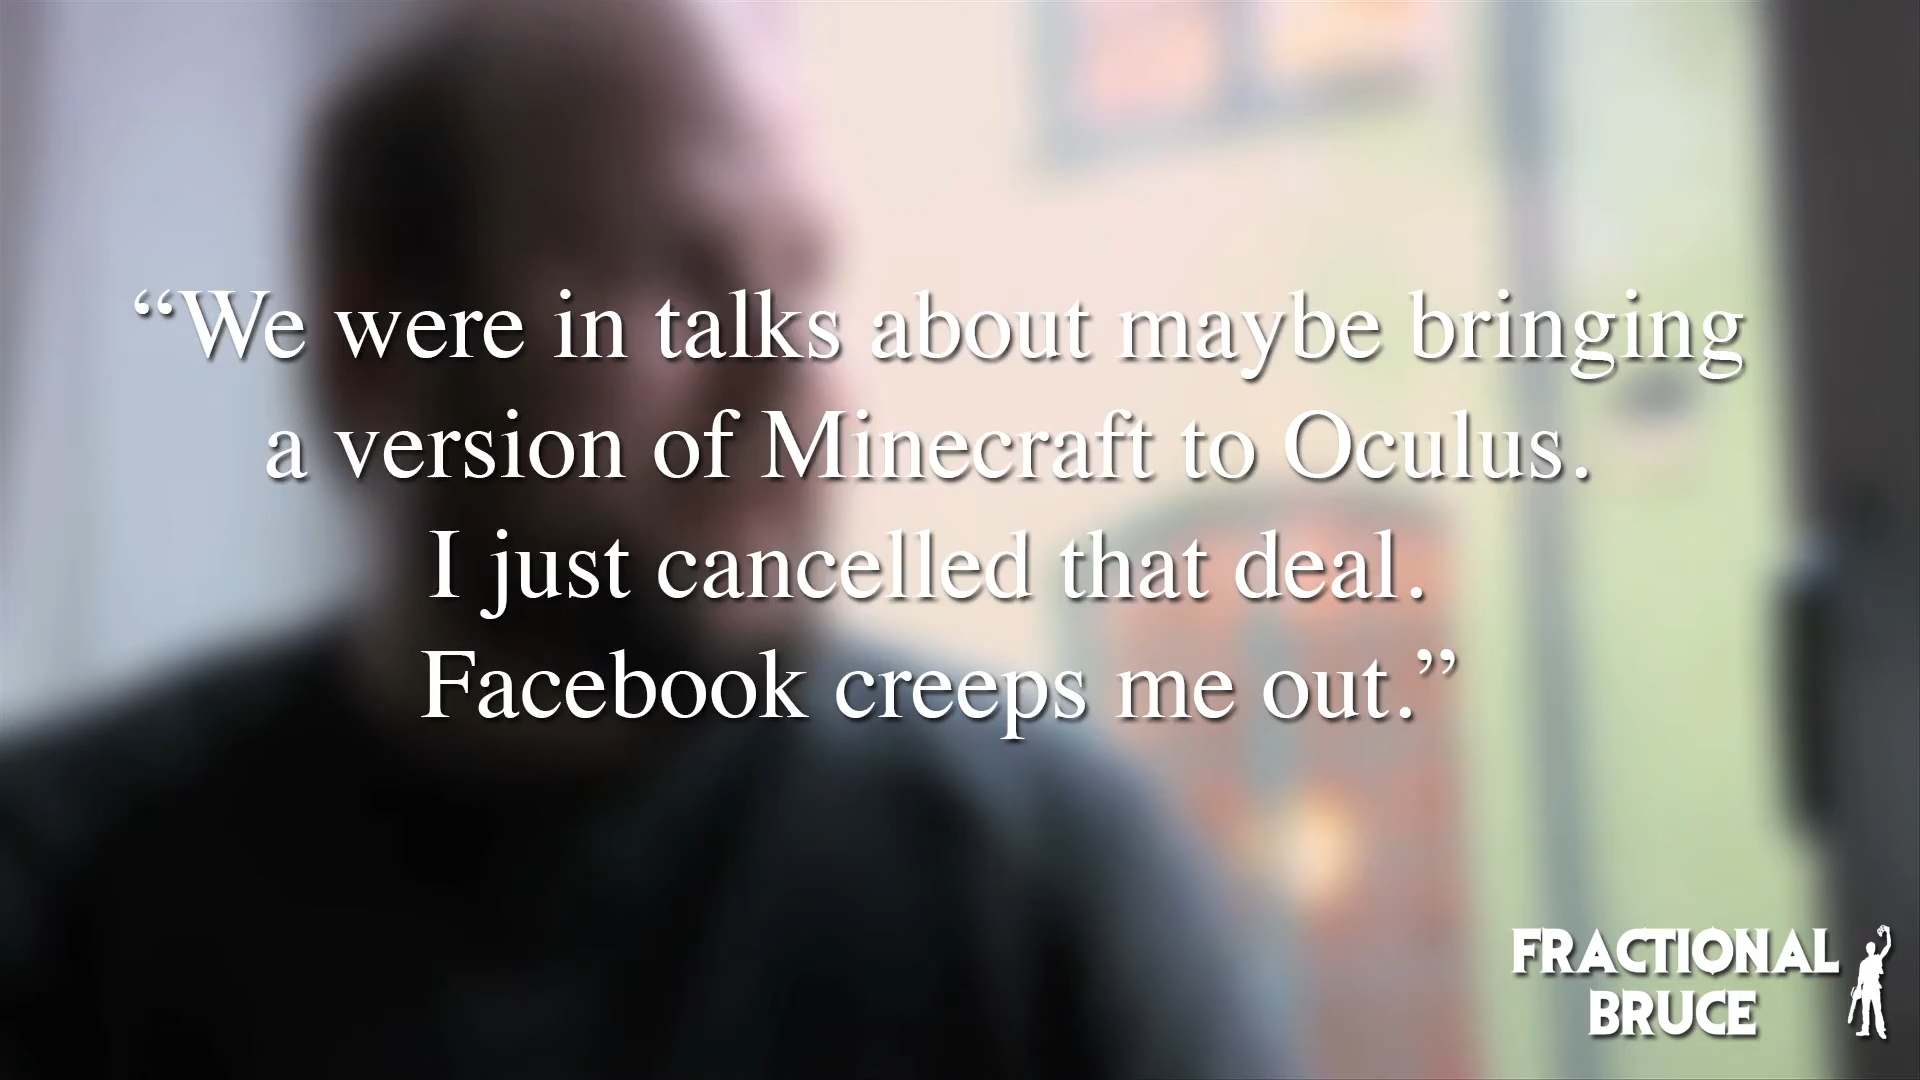 “We were in talks about maybe bringing
a version of Minecraft to Oculus.
I just cancelled that deal.
Facebook creeps me out.”
FRACTIONAL
BRUCE